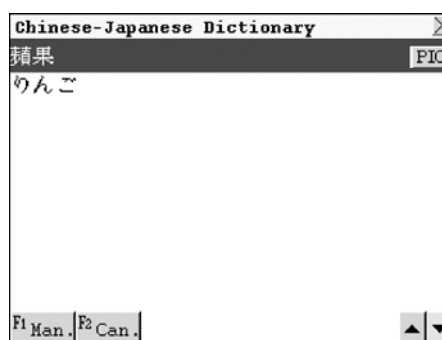 Chinese-Japanese Dictionary
蘋果 PIC
りんご
F1 Man. F2 Can.